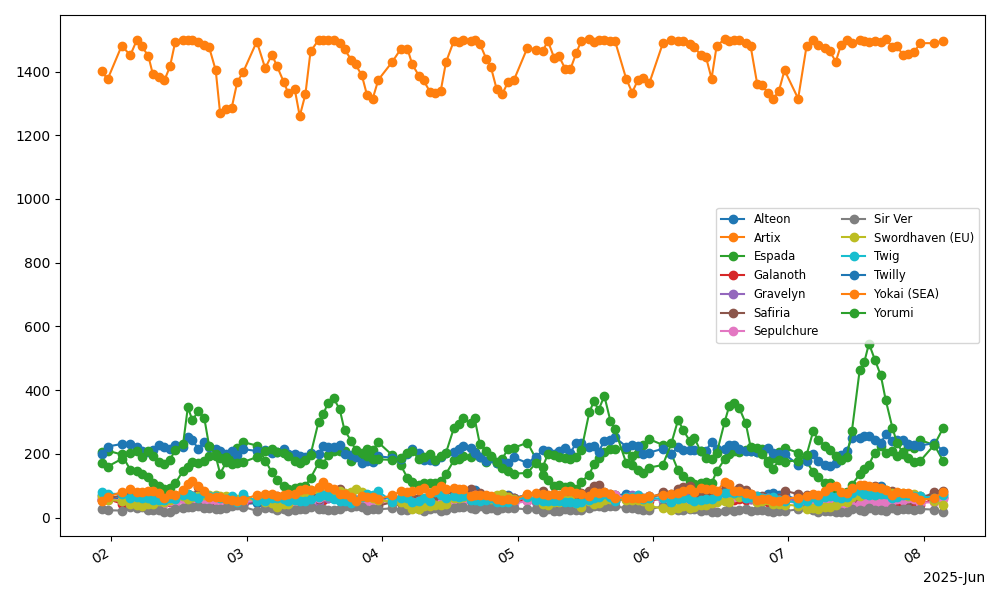 1400
1200
1000
800
600
400
200
0
Alteon
Artix
Espada
Galanoth
Gravelyn
Safiria
Sepulchure
Sir Ver
Swordhaven (EU)
Twig
Twilly
Yokai (SEA)
Yorumi
02
03
04
05
06
07
08
2025-Jun